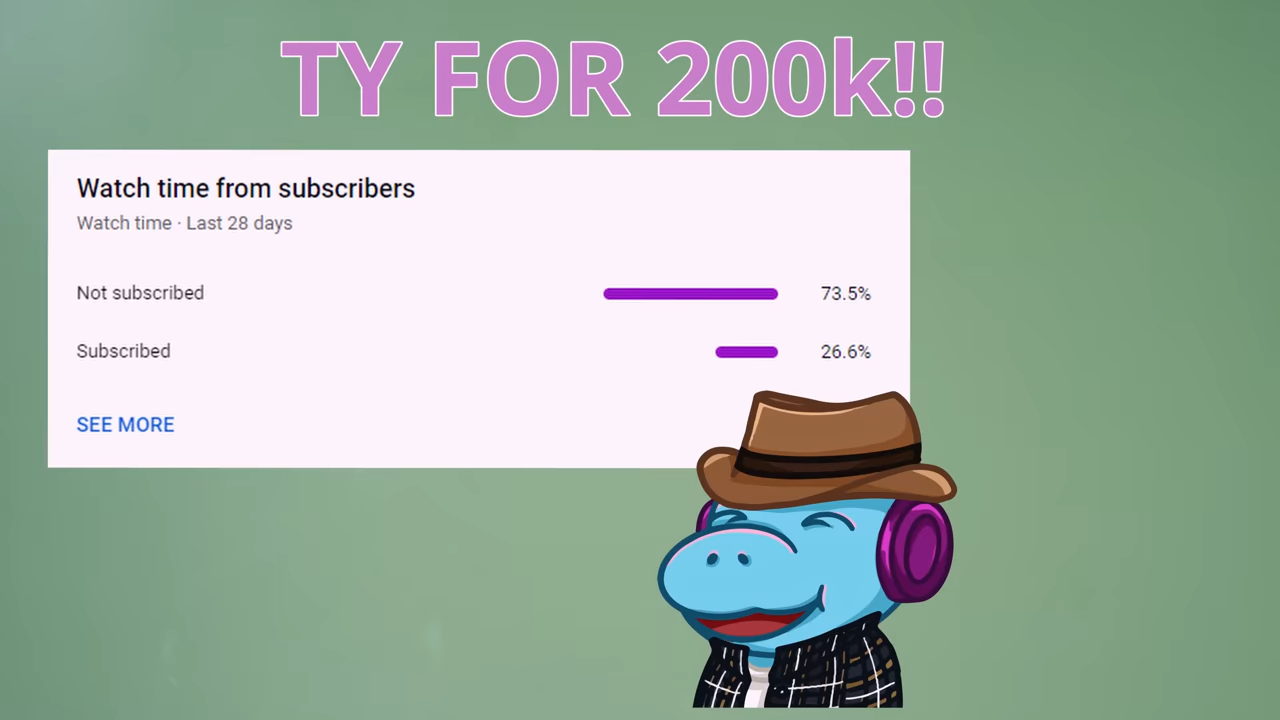 TY FOR 200k!!
Watch time from subscribers
Watch time · Last 28 days
Not subscribed 73.5%
Subscribed 26.6%
SEE MORE